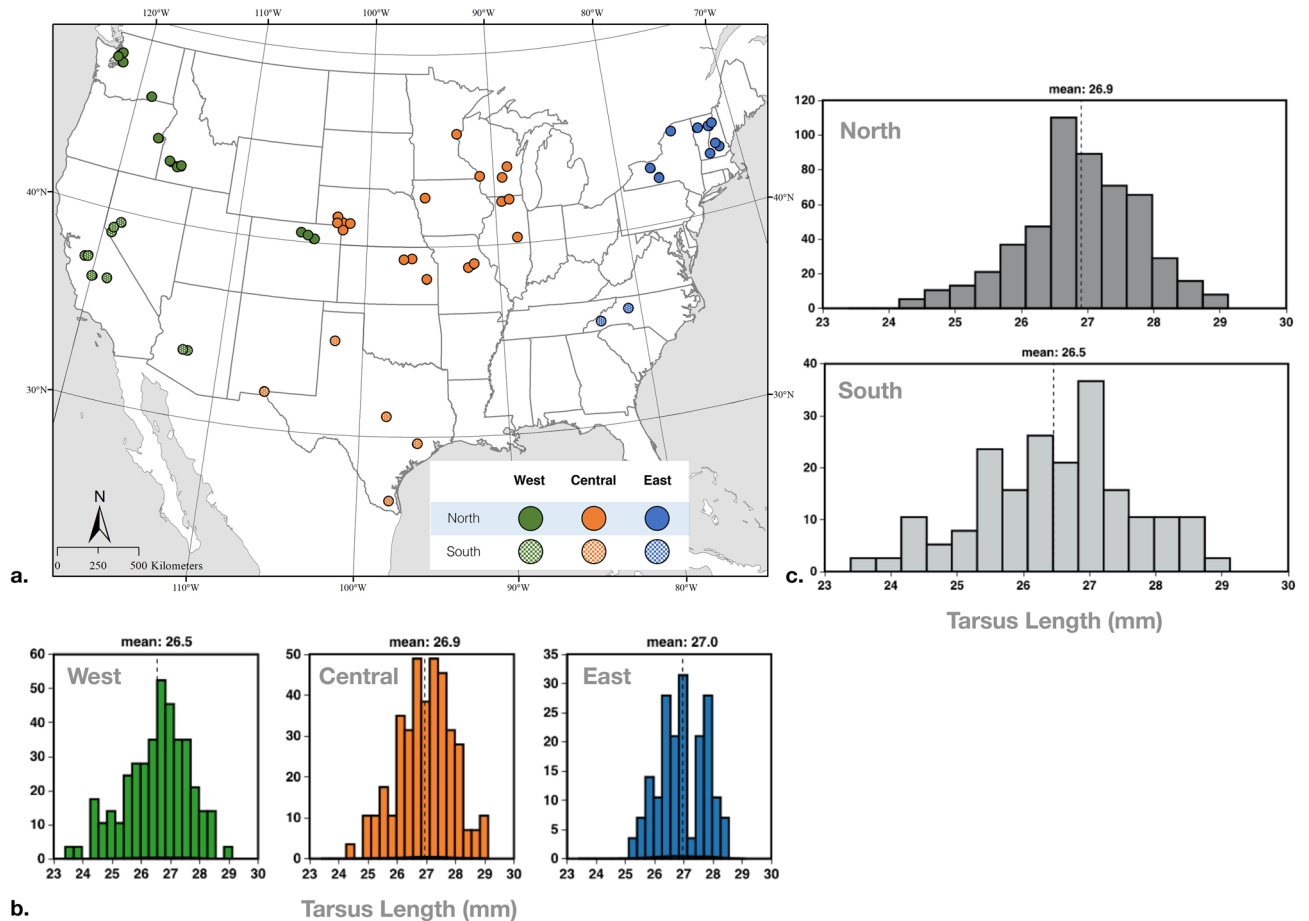 120°W 110°W 100°W 90°W 80°W 70°W
40°N 40°N
30°N 30°N
N
0 250 500 Kilometers
West Central East
North
South
110°W 100°W 90°W 80°W
a.
mean: 26.9
North
120
100
80
60
40
20
0
23 24 25 26 27 28 29 30
mean: 26.5
South
40
30
20
10
0
23 24 25 26 27 28 29 30
c.
Tarsus Length (mm)
mean: 26.5
West
60
50
40
30
20
10
0
23 24 25 26 27 28 29 30
mean: 26.9
Central
50
40
30
20
10
0
23 24 25 26 27 28 29 30
mean: 27.0
East
35
30
25
20
15
10
5
0
23 24 25 26 27 28 29 30
b.
Tarsus Length (mm)